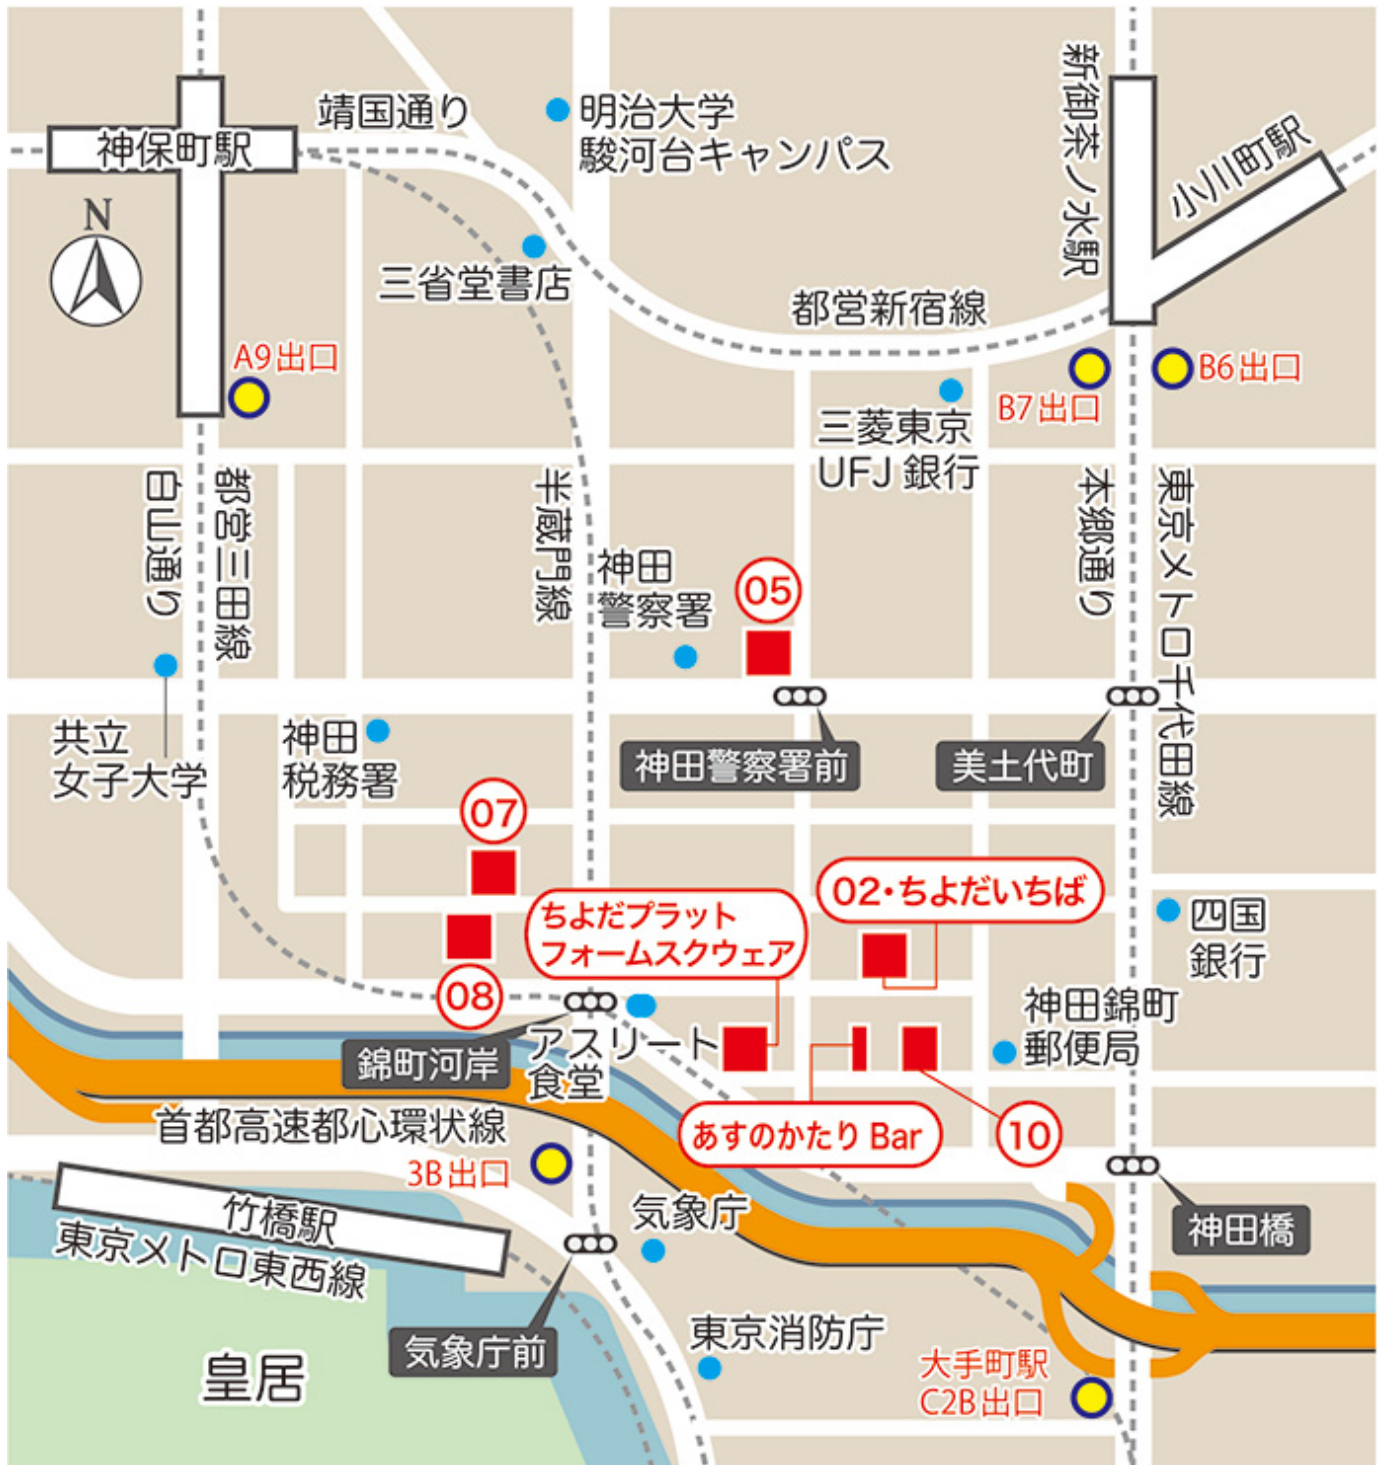 靖国通り
明治大学
駿河台キャンパス
新御茶ノ水駅
小川町駅
神保町駅
N
三省堂書店
都営新宿線
A9出口
B7出口
B6出口
三菱東京
UFJ 銀行
白山通り
都営三田線
半蔵門線
神田
警察署
05
本郷通り
東京メトロ千代田線
共立
女子大学
神田
税務署
神田警察署前
美土代町
07
02・ちよだいちば
ちよだプラット
フォームスクウェア
四国
銀行
08
神田錦町
郵便局
錦町河岸
アスリート
食堂
首都高速都心環状線
あすのかたり Bar
10
3B出口
竹橋駅
東京メトロ東西線
気象庁
神田橋
気象庁前
東京消防庁
皇居
大手町駅
C2B出口